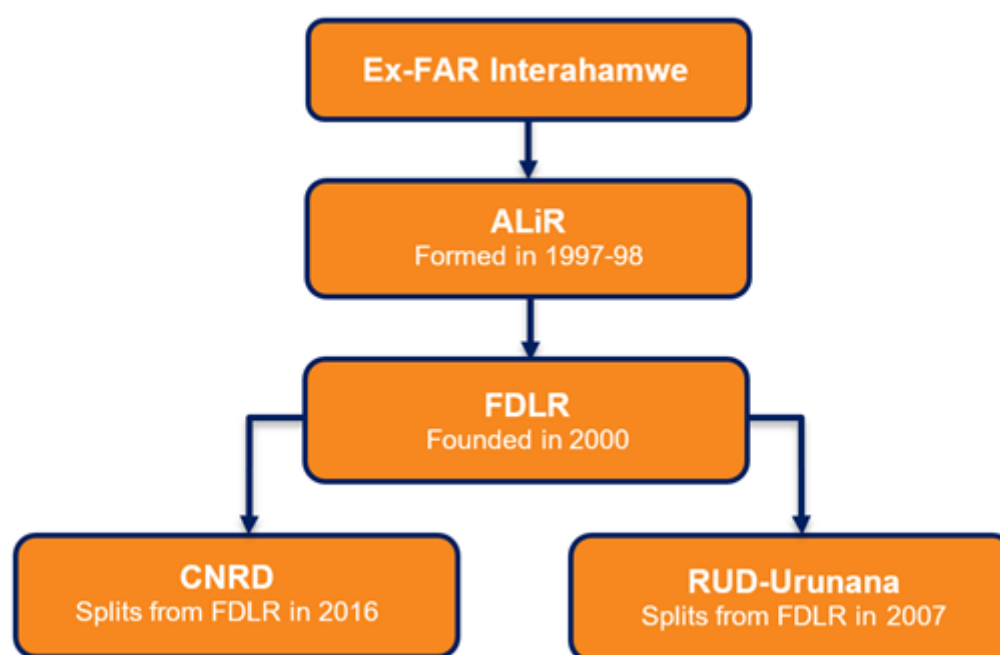 Ex-FAR Interahamwe
ALiR
Formed in 1997-98
FDLR
Founded in 2000
CNRD
Splits from FDLR in 2016
RUD-Urunana
Splits from FDLR in 2007